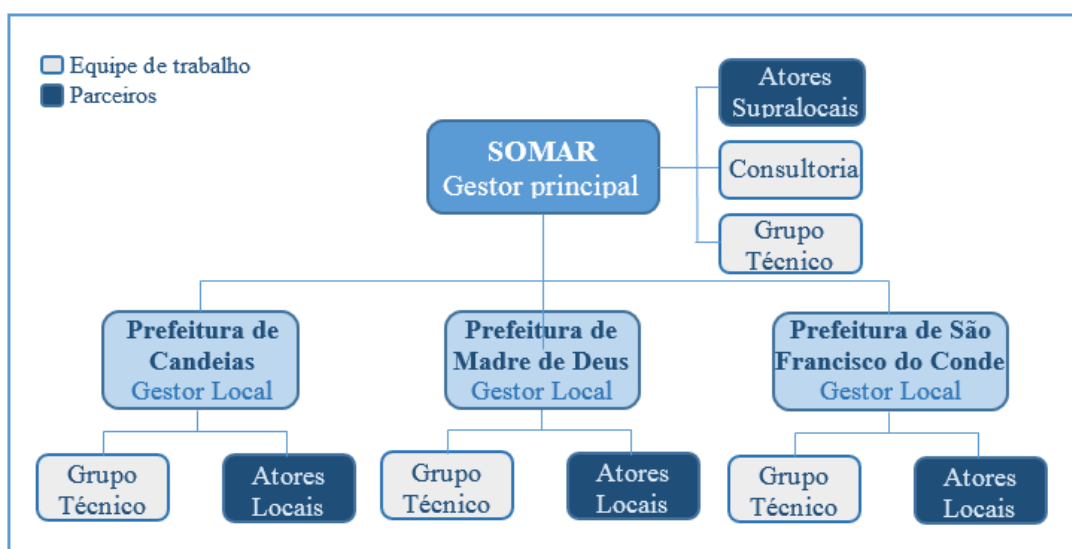 Equipe de trabalho
Parceiros
Atores
Supralocais
SOMAR
Gestor principal
Consultoria
Grupo
Técnico
Prefeitura de
Candeias
Gestor Local
Prefeitura de
Madre de Deus
Gestor Local
Prefeitura de São
Francisco do Conde
Gestor Local
Grupo
Técnico
Atores
Locais
Grupo
Técnico
Atores
Locais
Grupo
Técnico
Atores
Locais